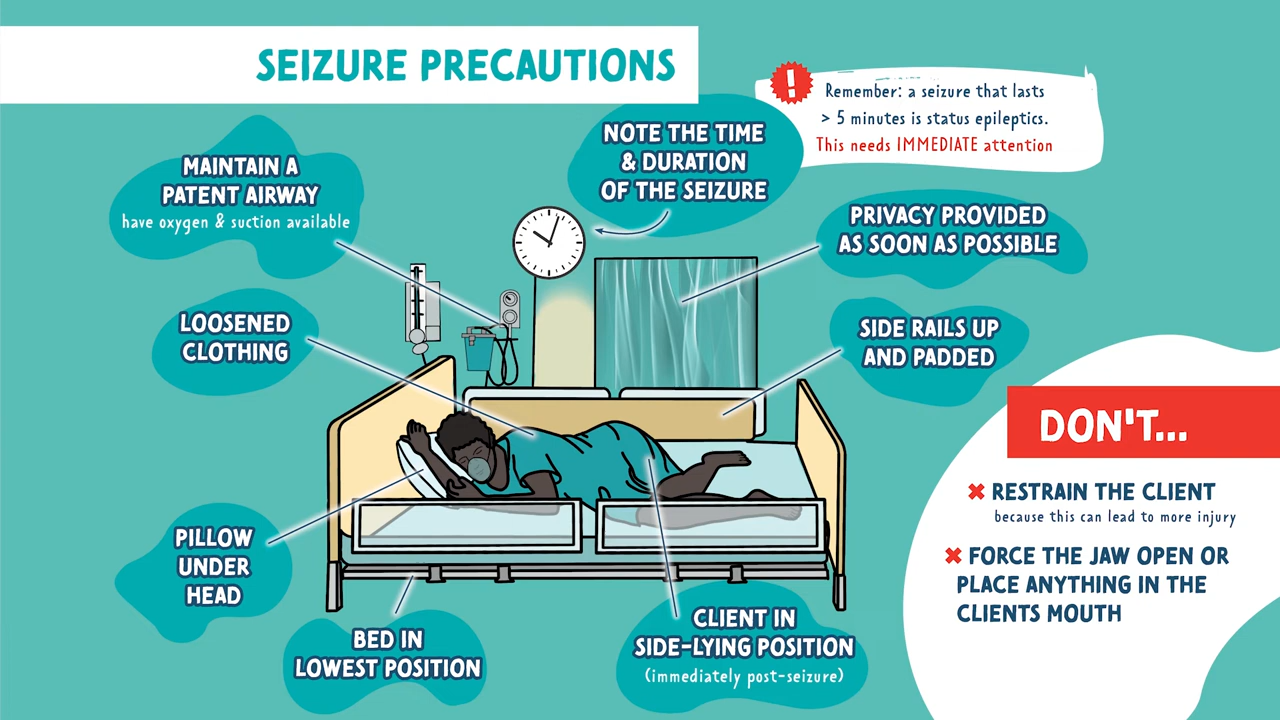 SEIZURE PRECAUTIONS
Remember: a seizure that lasts
> 5 minutes is status epileptics.
This needs IMMEDIATE attention
NOTE THE TIME
& DURATION
OF THE SEIZURE
MAINTAIN A
PATENT AIRWAY
have oxygen & suction available
PRIVACY PROVIDED
AS SOON AS POSSIBLE
LOOSENED
CLOTHING
SIDE RAILS UP
AND PADDED
PILLOW
UNDER
HEAD
BED IN
LOWEST POSITION
CLIENT IN
SIDE-LYING POSITION
(immediately post-seizure)
DON'T...
✖ RESTRAIN THE CLIENT
because this can lead to more injury
✖ FORCE THE JAW OPEN OR
PLACE ANYTHING IN THE
CLIENTS MOUTH